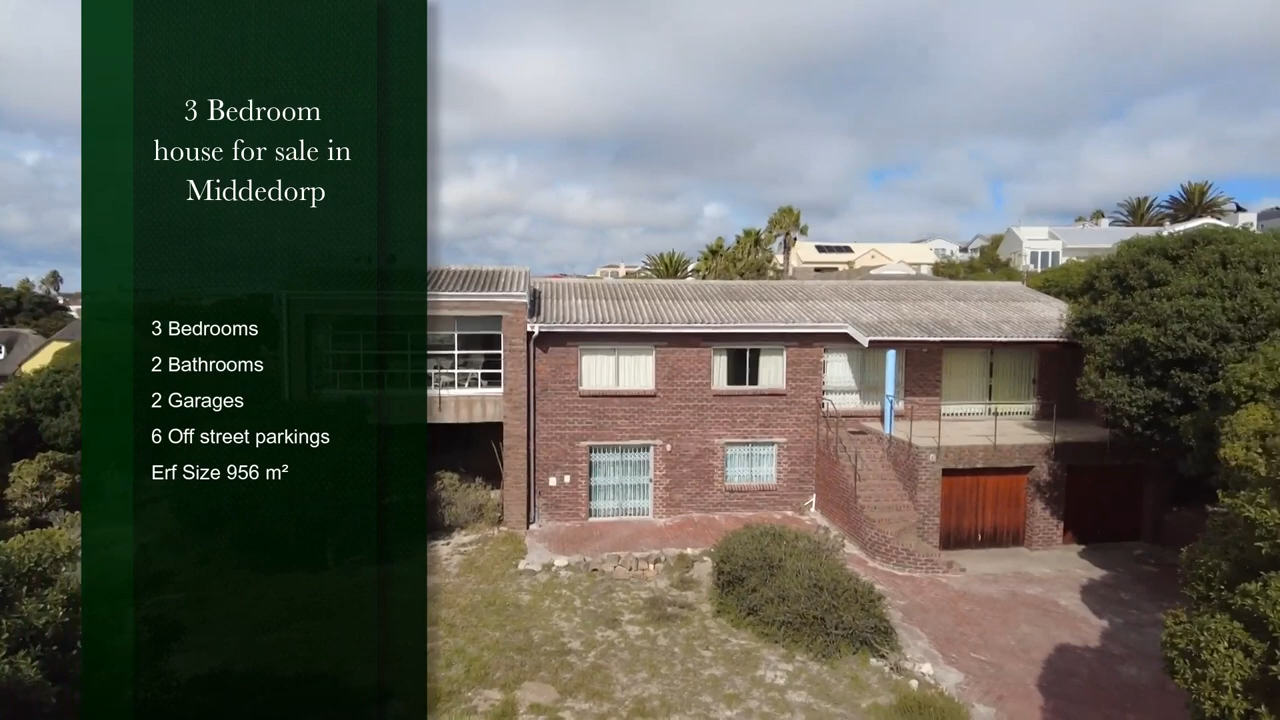 3 Bedroom
house for sale in
Middedorp
3 Bedrooms
2 Bathrooms
2 Garages
6 Off street parkings
Erf Size 956 m²